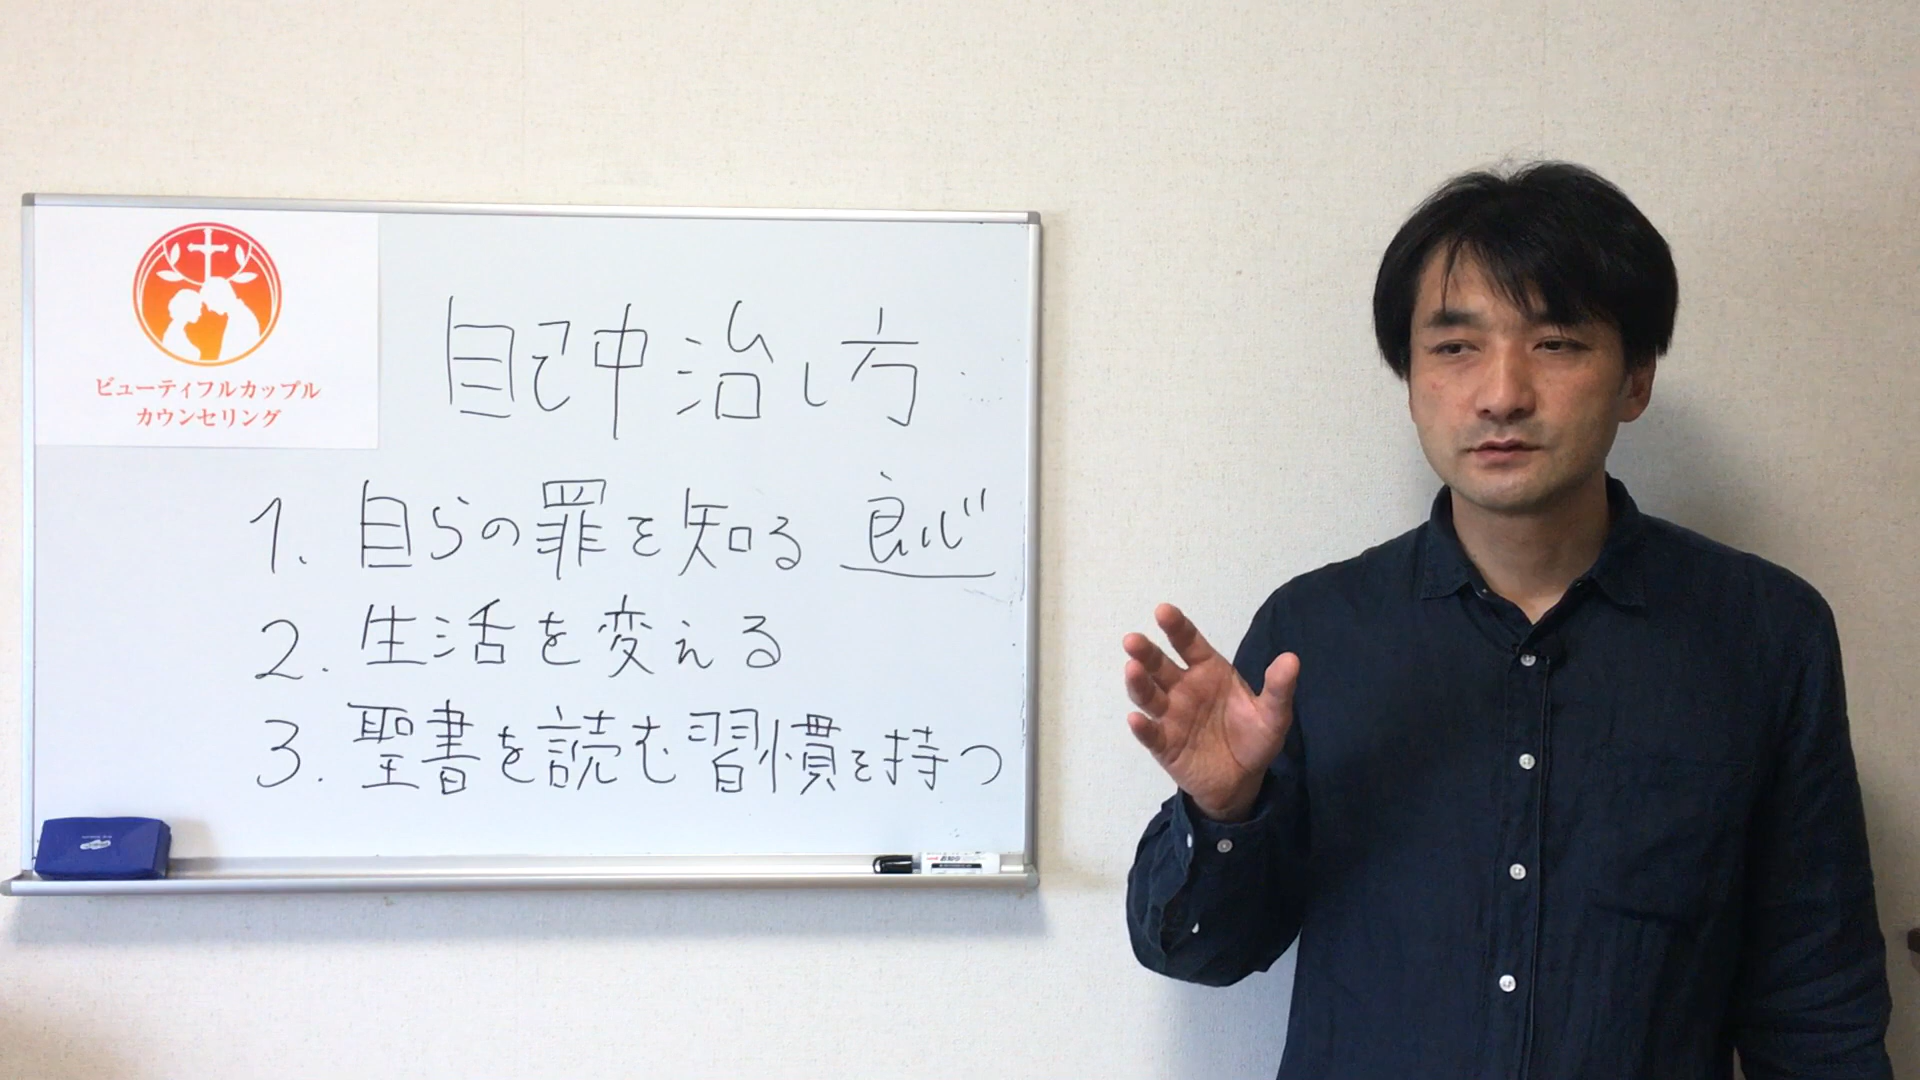 ビューティフルカップル
カウンセリング
自己中治し方
1. 自らの罪を知る 良心
2. 生活を変える
3. 聖書を読む習慣を持つ